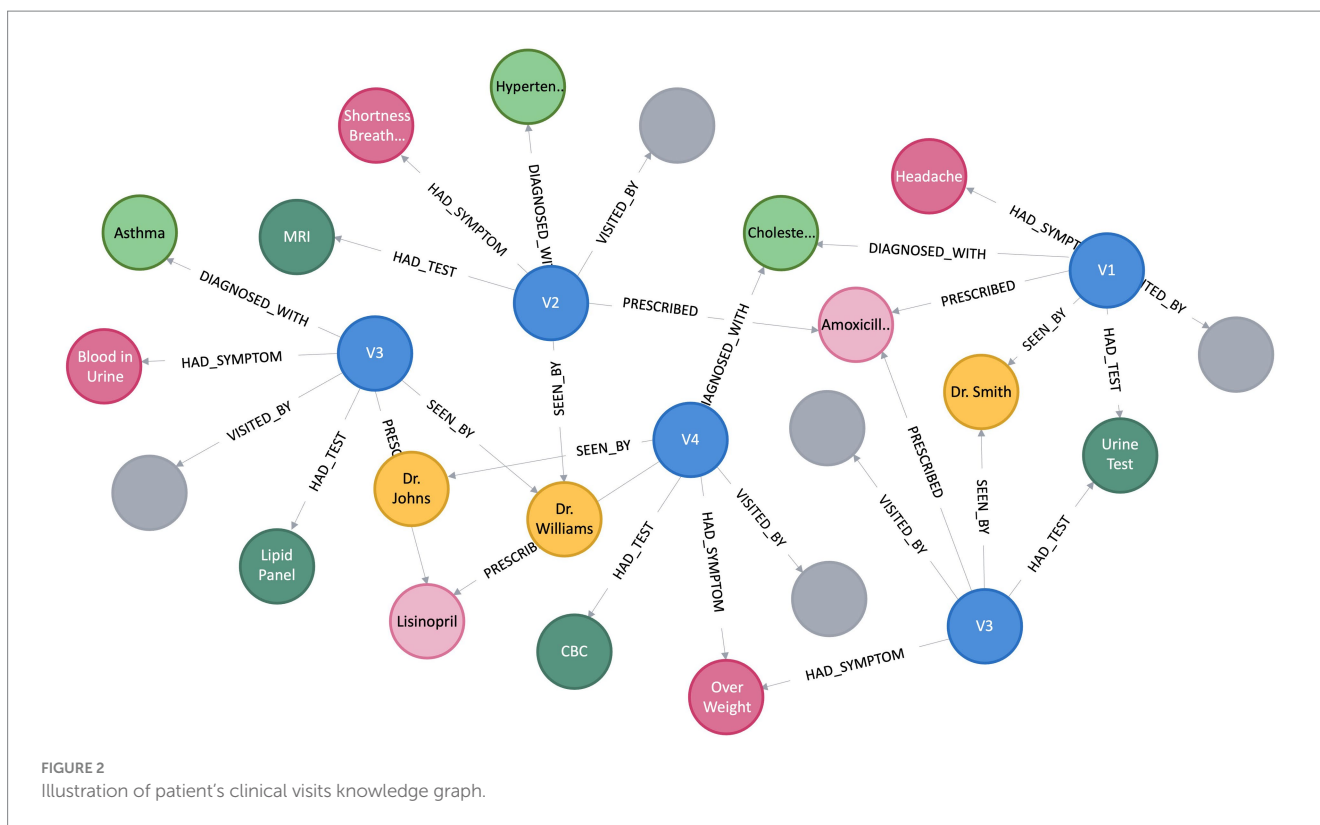 Hyperten..
Shortness
Breath...
DIAGNOSED_WIT
VISITED_BY
HAD_SYMPTOM
Headache
HAD_SYMPT
Asthma
MRI
HAD_TEST
Choleste...
DIAGNOSED_WITH
V1
ITED_BY
DIAGNOSED_WITH
V2
PRESCRIBED
PRESCRIBED
Amoxicill..
SEEN_BY
HAD_TEST
Blood in
Urine
HAD_SYMPTOM
V3
IAGNOSED_WITH
SEEN_BY
Dr. Smith
VISITED_BY
HAD_TEST
PRESC
SEEN_BY
V4
SEEN_BY
Urine
Test
Dr.
Johns
Dr.
Williams
PRESCRIBED
SEEN_BY
VISITED_BY
HAD_TEST
HAD_TEST
HAD_SYMPTOM
VISITED_BY
Lipid
Panel
PRESCRIB
Lisinopril
CBC
V3
HAD_SYMPTOM
Over
Weight
FIGURE 2
Illustration of patient's clinical visits knowledge graph.